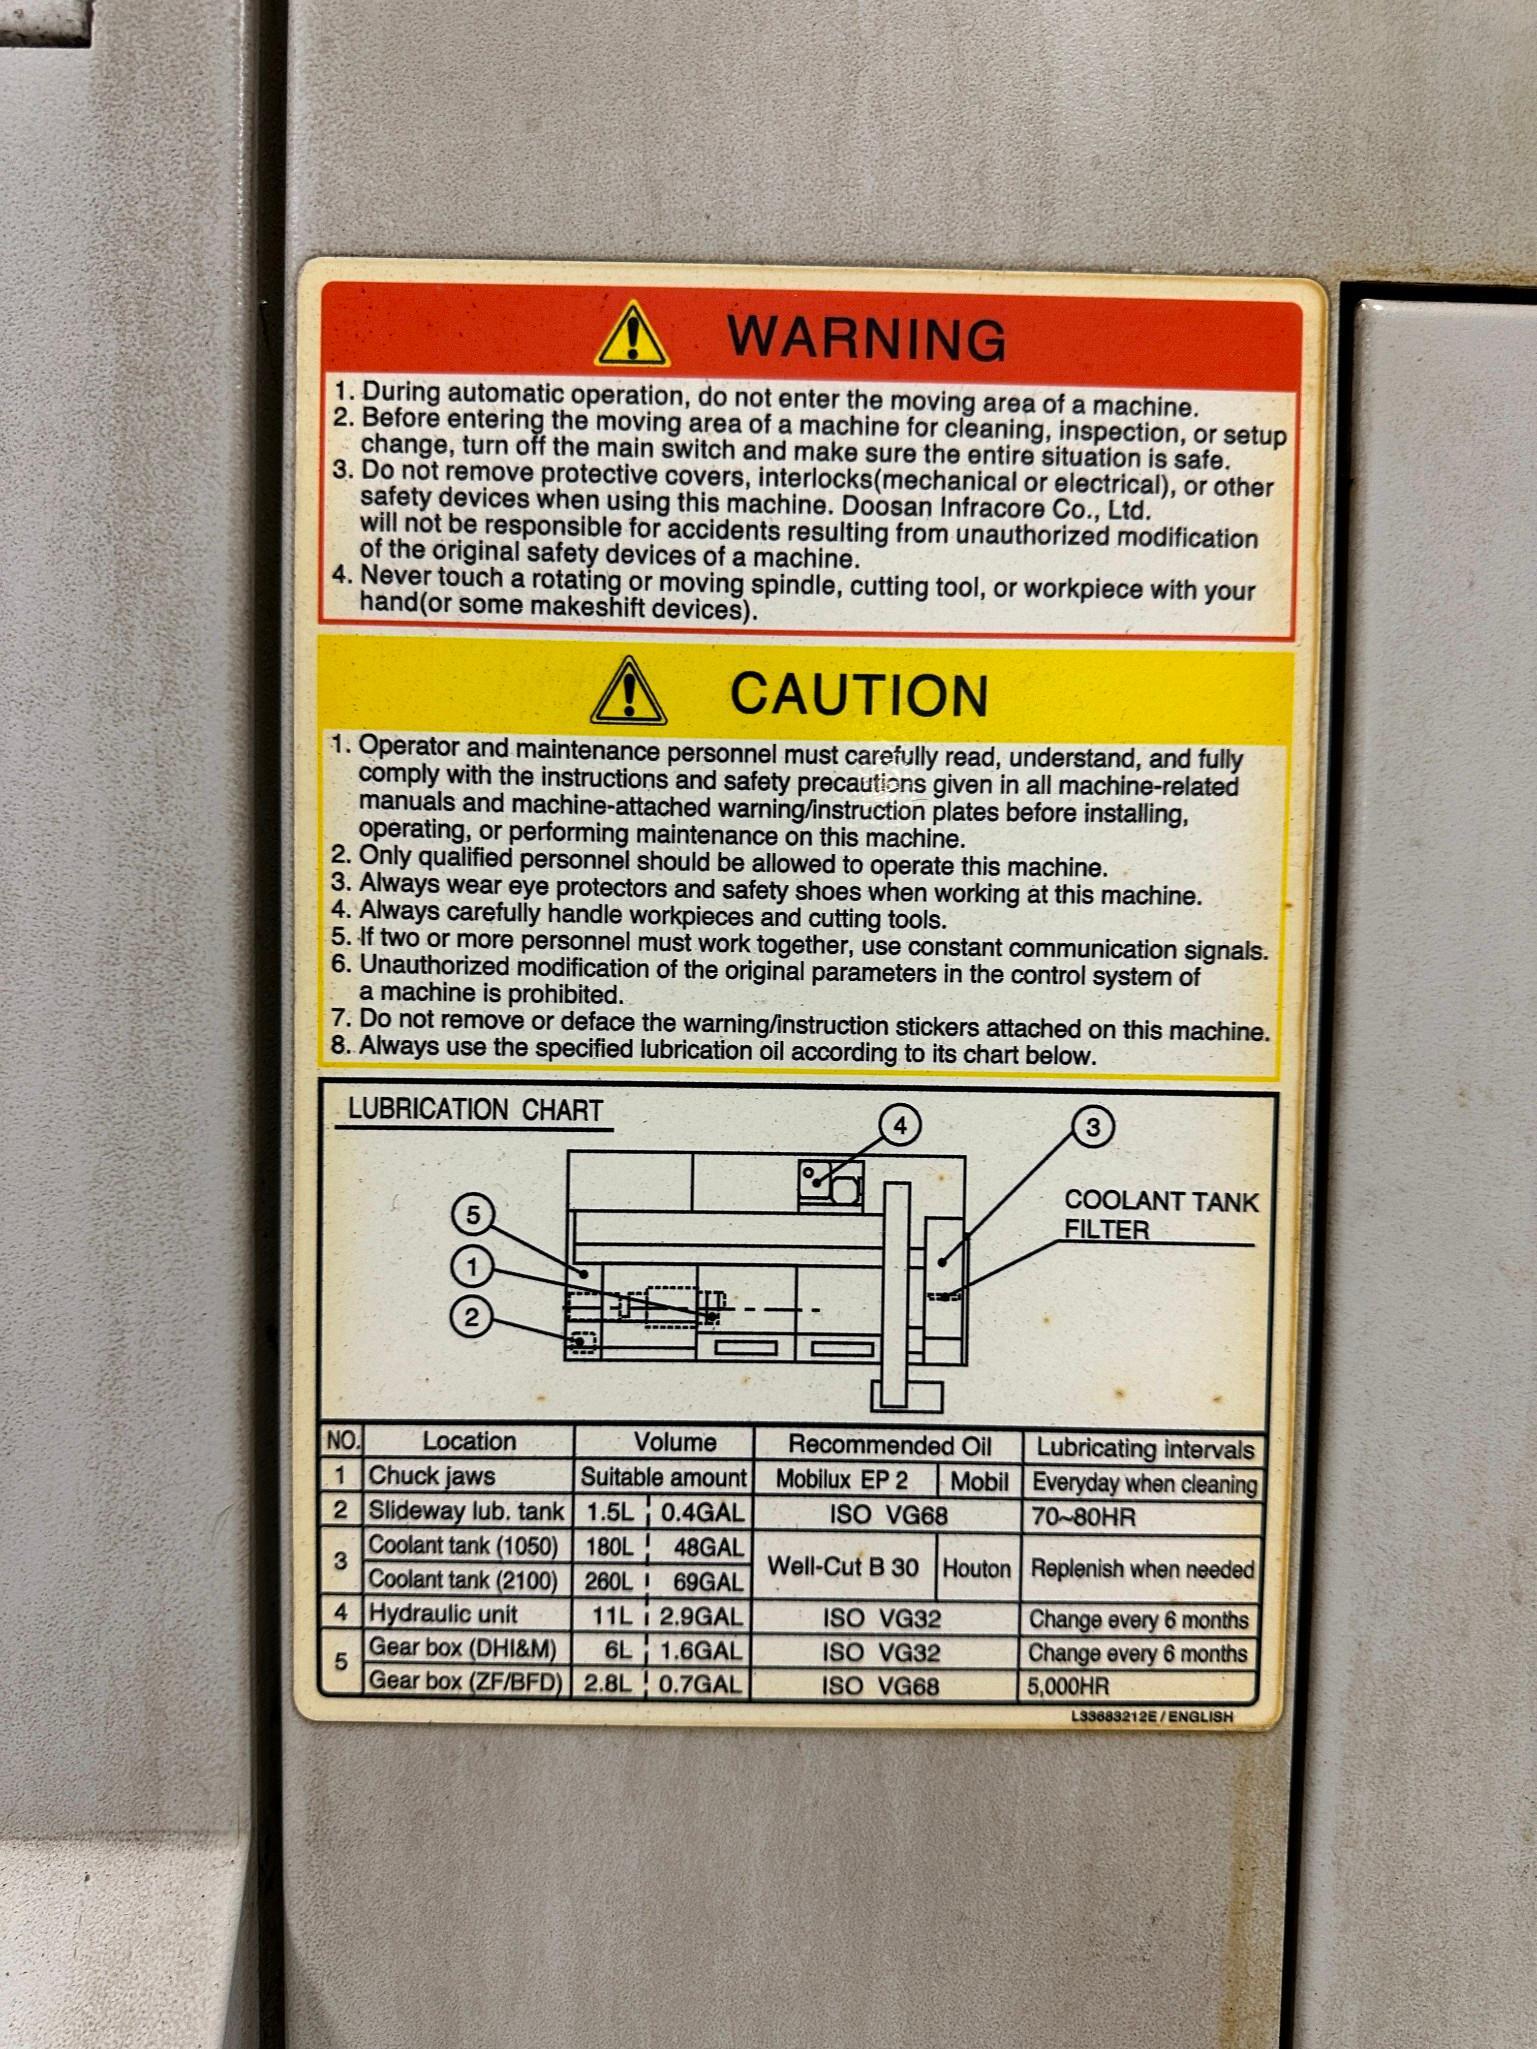 WARNING
1. During automatic operation, do not enter the moving area of a machine.
2. Before entering the moving area of a machine for cleaning, inspection, or setup
change, turn off the main switch and make sure the entire situation is safe.
3. Do not remove protective covers, interlocks(mechanical or electrical), or other
safety devices when using this machine. Doosan Infracore Co., Ltd.
will not be responsible for accidents resulting from unauthorized modification
of the original safety devices of a machine.
4. Never touch a rotating or moving spindle, cutting tool, or workpiece with your
hand(or some makeshift devices).
CAUTION
1. Operator and maintenance personnel must carefully read, understand, and fully
comply with the instructions and safety precautions given in all machine-related
manuals and machine-attached warning/instruction plates before installing,
operating, or performing maintenance on this machine.
2. Only qualified personnel should be allowed to operate this machine.
3. Always wear eye protectors and safety shoes when working at this machine.
4. Always carefully handle workpieces and cutting tools.
5. If two or more personnel must work together, use constant communication signals.
6. Unauthorized modification of the original parameters in the control system of
a machine is prohibited.
7. Do not remove or deface the warning/instruction stickers attached on this machine.
8. Always use the specified lubrication oil according to its chart below.
LUBRICATION CHART
4
3
5
1
2
COOLANT TANK
FILTER
NO. Location Volume Recommended Oil Lubricating intervals
1 Chuck jaws Suitable amount Mobilux EP 2 Mobil Everyday when cleaning
2 Slideway lub. tank 1.5L 0.4GAL ISO VG68 70~80HR
3 Coolant tank (1050) 180L 48GAL Well-Cut B 30 Houton Replenish when needed
Coolant tank (2100) 260L 69GAL
4 Hydraulic unit 11L 2.9GAL ISO VG32 Change every 6 months
5 Gear box (DHI&M) 6L 1.6GAL ISO VG32 Change every 6 months
Gear box (ZF/BFD) 2.8L 0.7GAL ISO VG68 5,000HR
L33683212E / ENGLISH